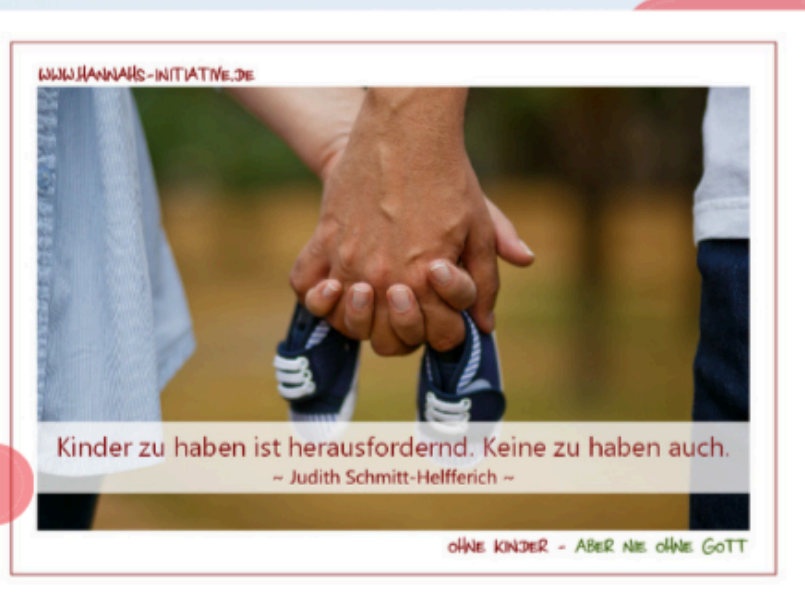 WWW.HANNAHS-INITIATIVE.DE
Kinder zu haben ist herausfordernd. Keine zu haben auch.
~ Judith Schmitt-Helfferich ~
OHNE KINDER - ABER NIE OHNE GOTT